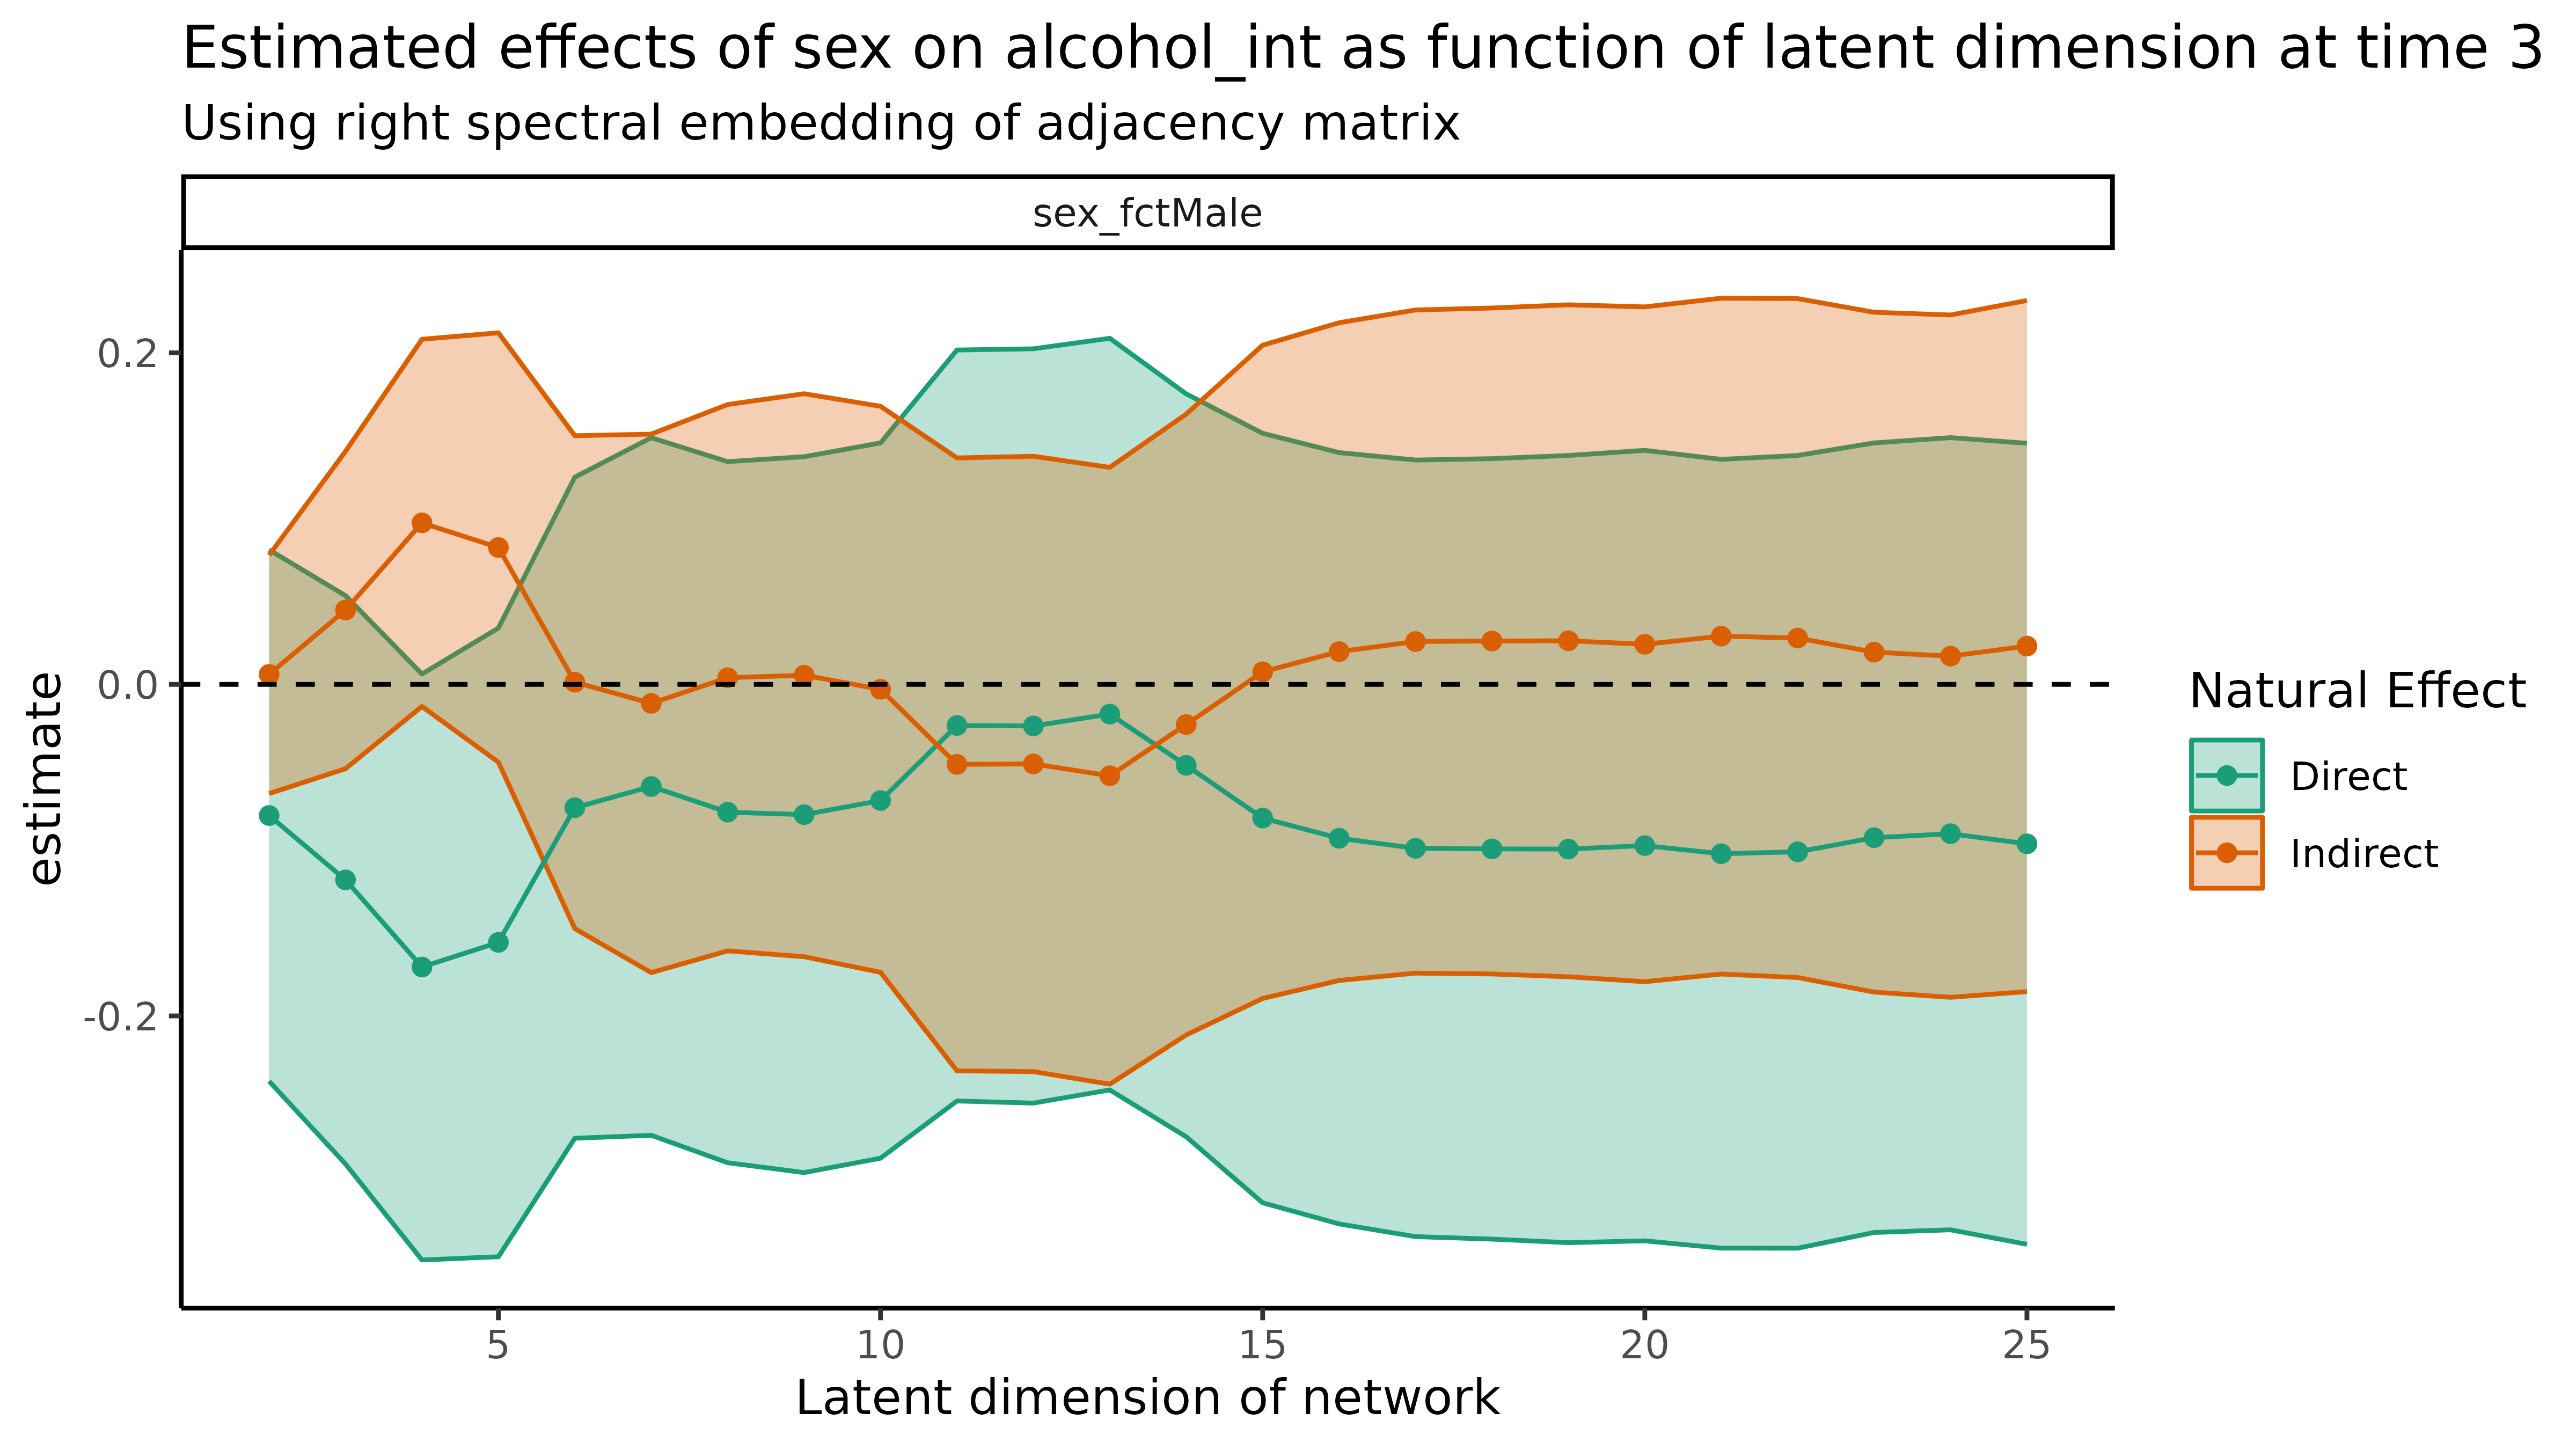 Estimated effects of sex on alcohol_int as function of latent dimension at time 3
Using right spectral embedding of adjacency matrix
sex_fctMale
0.2
0.0
-0.2
estimate
5
10
15
20
25
Latent dimension of network
Natural Effect
Direct
Indirect